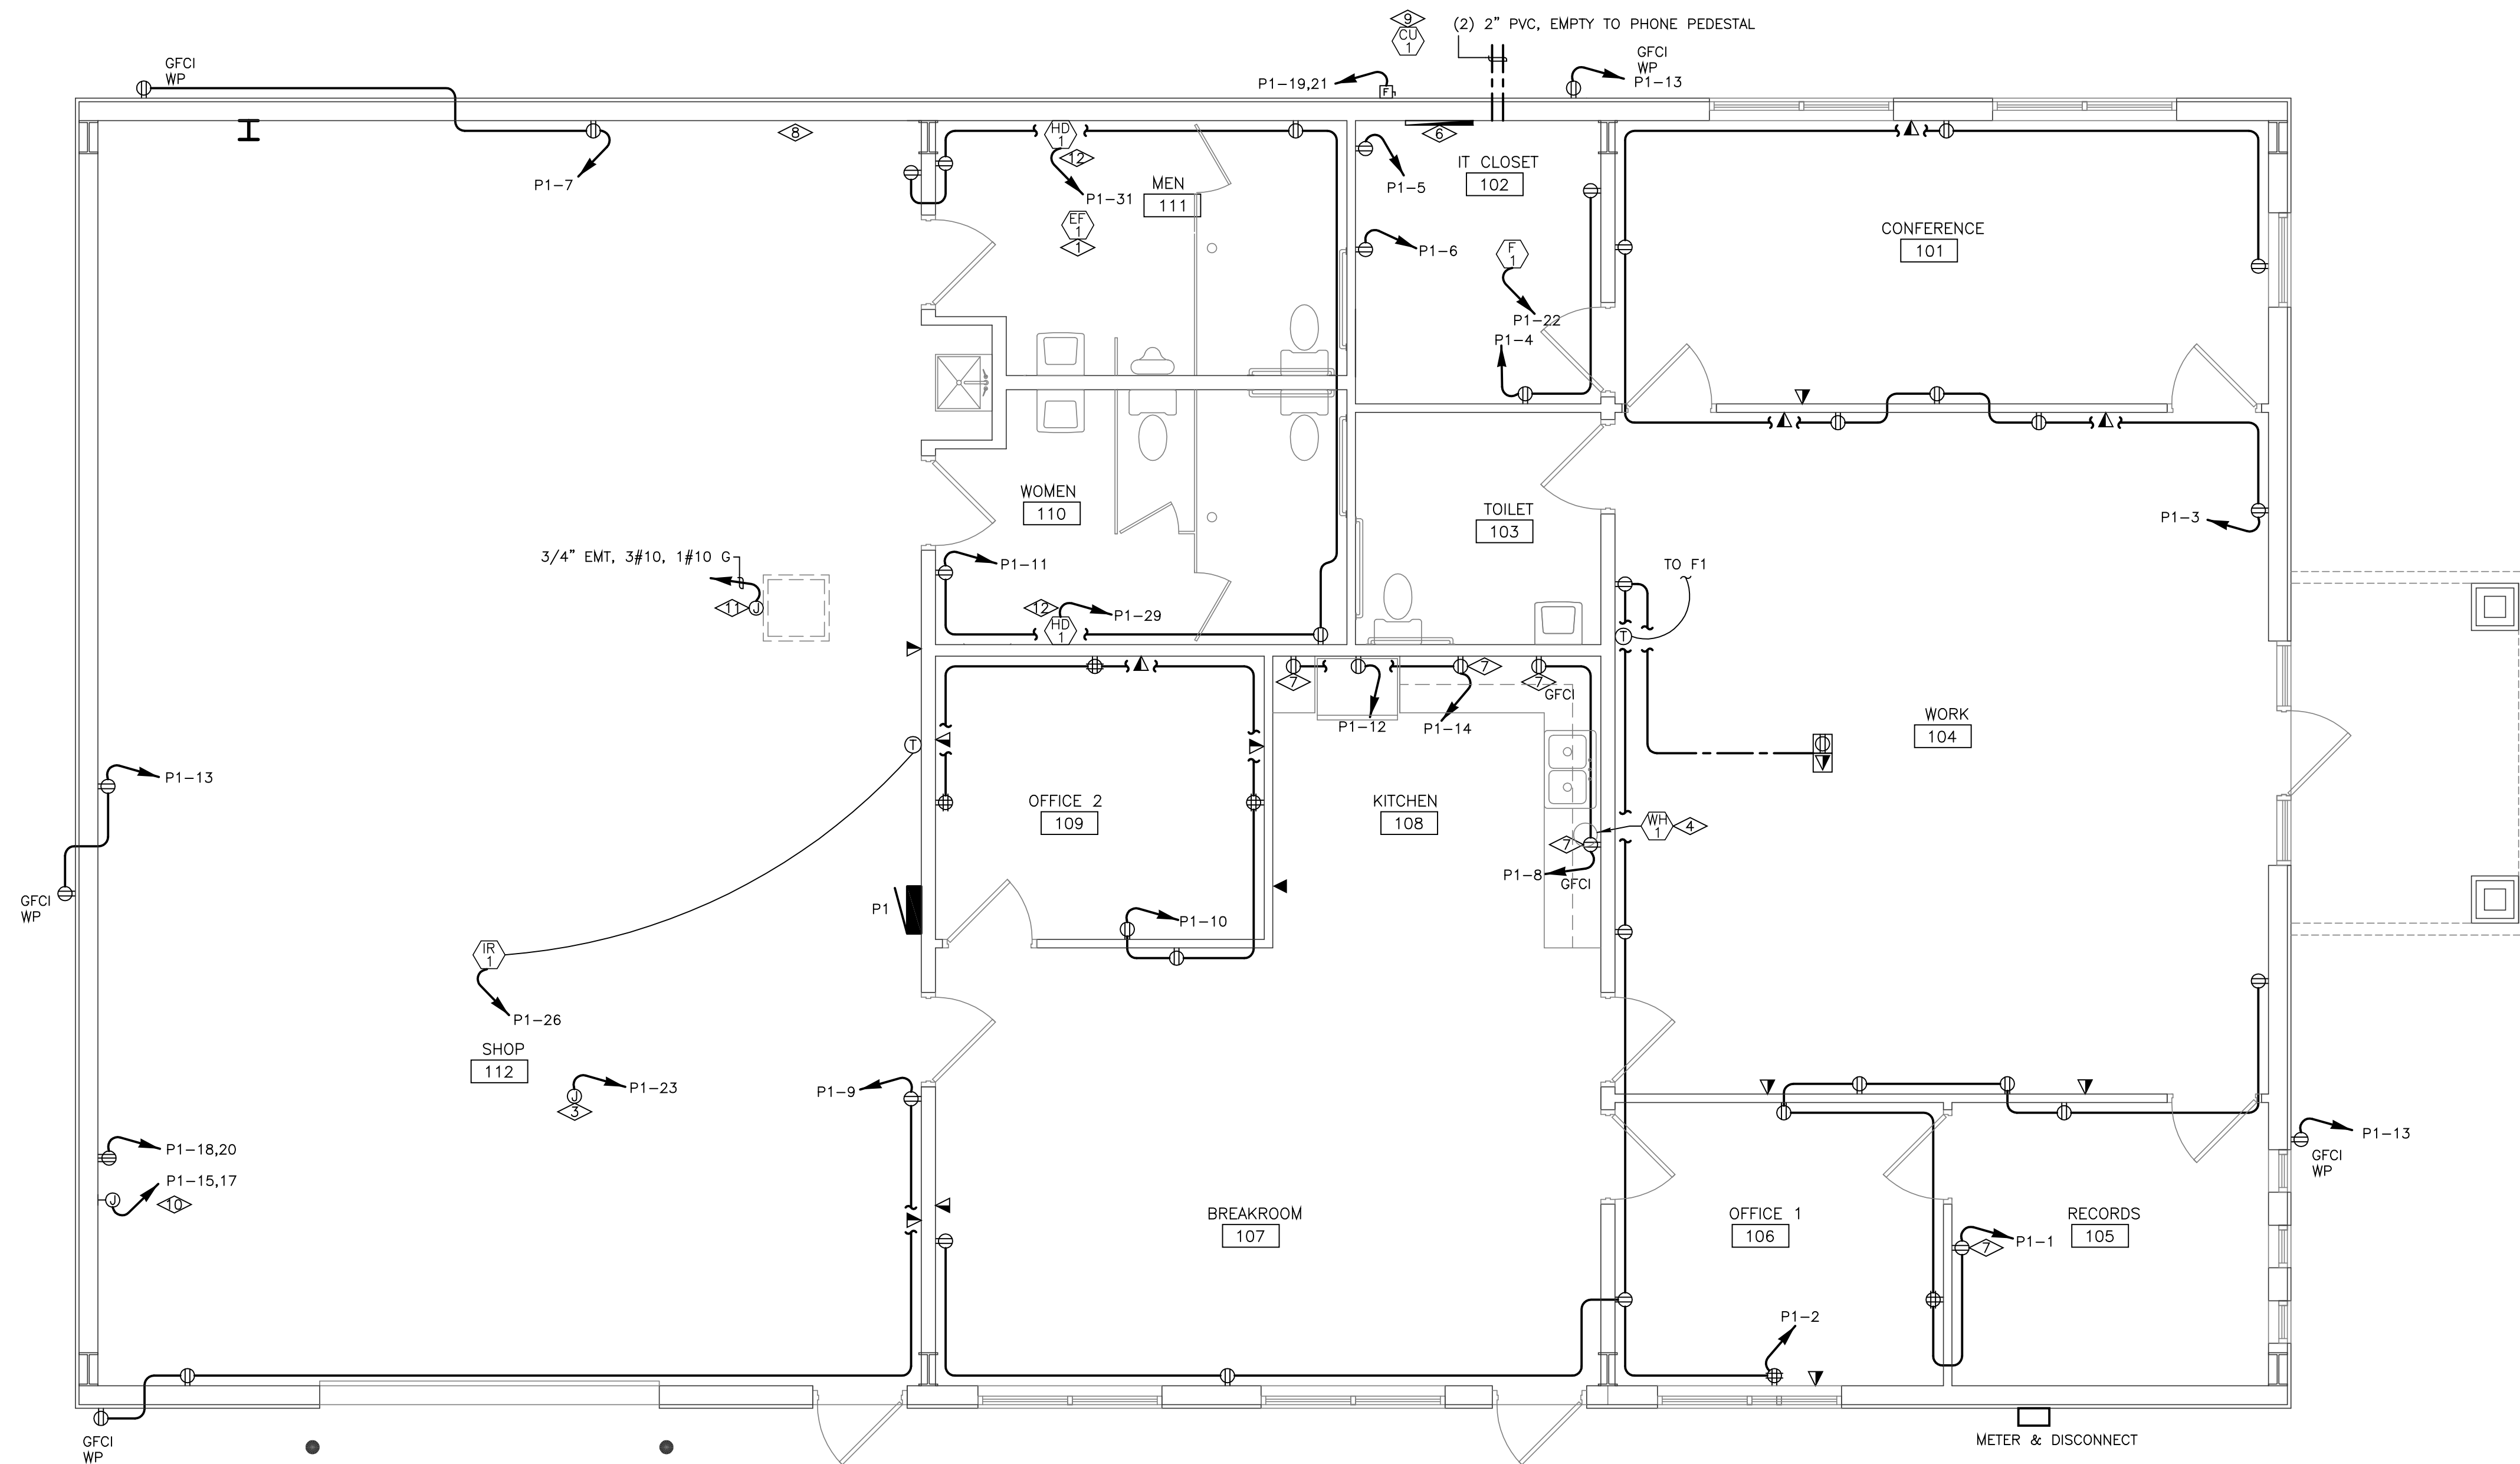 9
CU
1
(2) 2" PVC, EMPTY TO PHONE PEDESTAL
GFCI
WP
P1-13
P1-19,21
F
GFCI
WP
P1-7
8
HD
1
12
P1-31
EF
1
1
MEN
111
6
IT CLOSET
102
P1-5
P1-6
F
1
P1-22
P1-4
CONFERENCE
101
WOMEN
110
TOILET
103
P1-3
3/4" EMT, 3#10, 1#10 G
11
J
P1-11
12
HD
1
P1-29
TO F1
T
7
7
7
GFCI
P1-12
P1-14
WORK
104
T
P1-13
OFFICE 2
109
KITCHEN
108
WH
1
4
7
P1-8
GFCI
GFCI
WP
P1
P1-10
IR
1
P1-26
SHOP
112
J
3
P1-23
P1-9
P1-18,20
P1-15,17
J
10
P1-13
GFCI
WP
BREAKROOM
107
OFFICE 1
106
RECORDS
105
7
P1-1
P1-2
GFCI
WP
METER & DISCONNECT